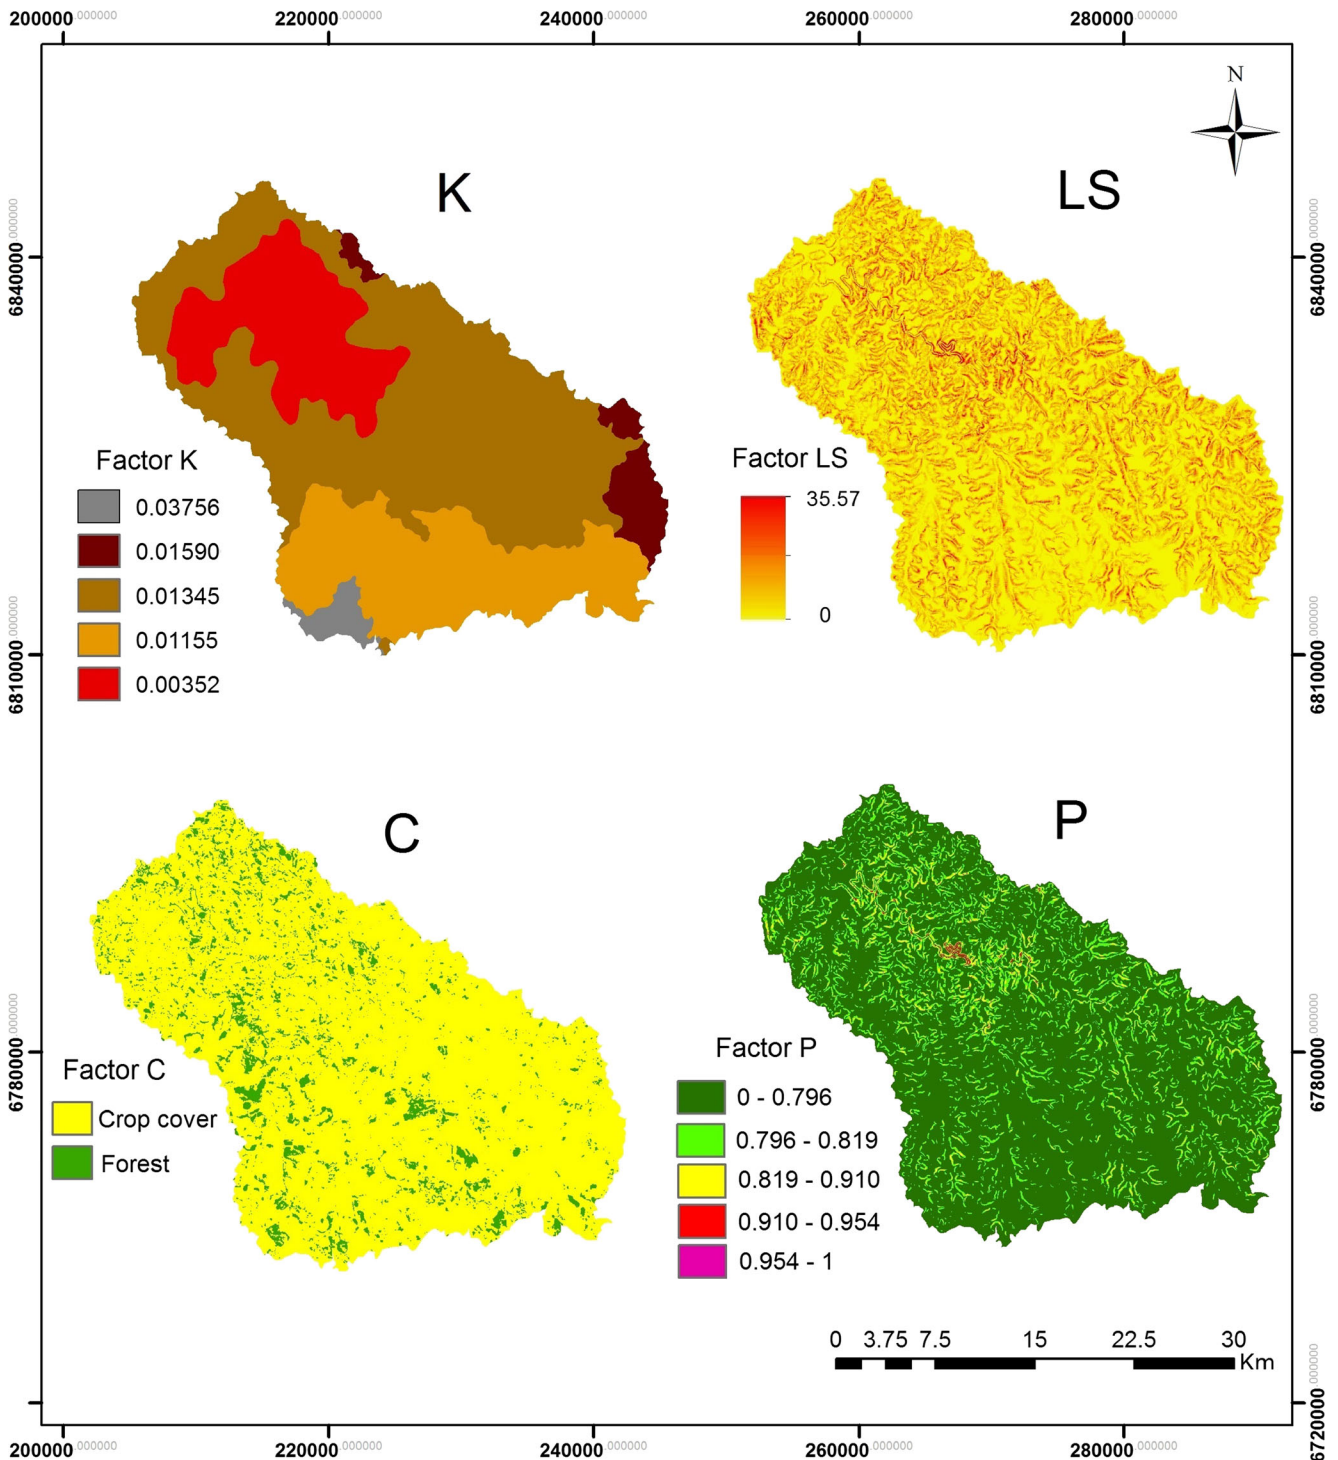 200000.000000 220000.000000 240000.000000 260000.000000 280000.000000
N
K
LS
6840000.000000
6840000.000000
Factor K
0.03756
0.01590
0.01345
0.01155
0.00352
Factor LS
35.57
0
6810000.000000
6810000.000000
C
P
Factor C
Crop cover
Forest
Factor P
0 - 0.796
0.796 - 0.819
0.819 - 0.910
0.910 - 0.954
0.954 - 1
6780000.000000
6780000.000000
0 3.75 7.5 15 22.5 30
Km
6720000.000000
200000.000000 220000.000000 240000.000000 260000.000000 280000.000000